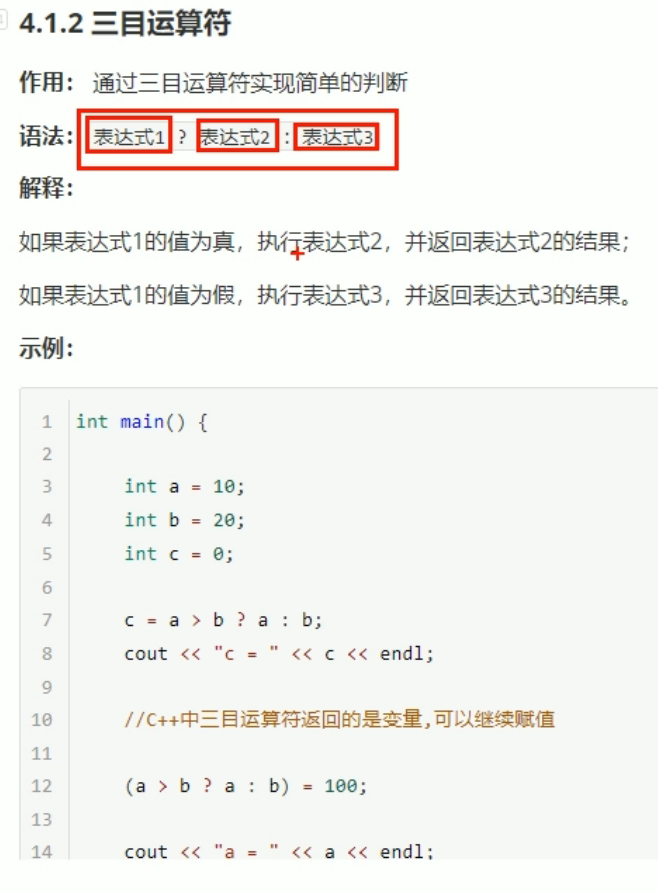 4.1.2 三目运算符
作用： 通过三目运算符实现简单的判断
语法：表达式1 ? 表达式2 : 表达式3
解释：
如果表达式1的值为真，执行表达式2，并返回表达式2的结果；
如果表达式1的值为假，执行表达式3，并返回表达式3的结果。
示例：
1 int main() {
2
3 int a = 10;
4 int b = 20;
5 int c = 0;
6
7 c = a > b ? a : b;
8 cout << "c = " << c << endl;
9
10 //C++中三目运算符返回的是变量,可以继续赋值
11
12 (a > b ? a : b) = 100;
13
14 cout << "a = " << a << endl;